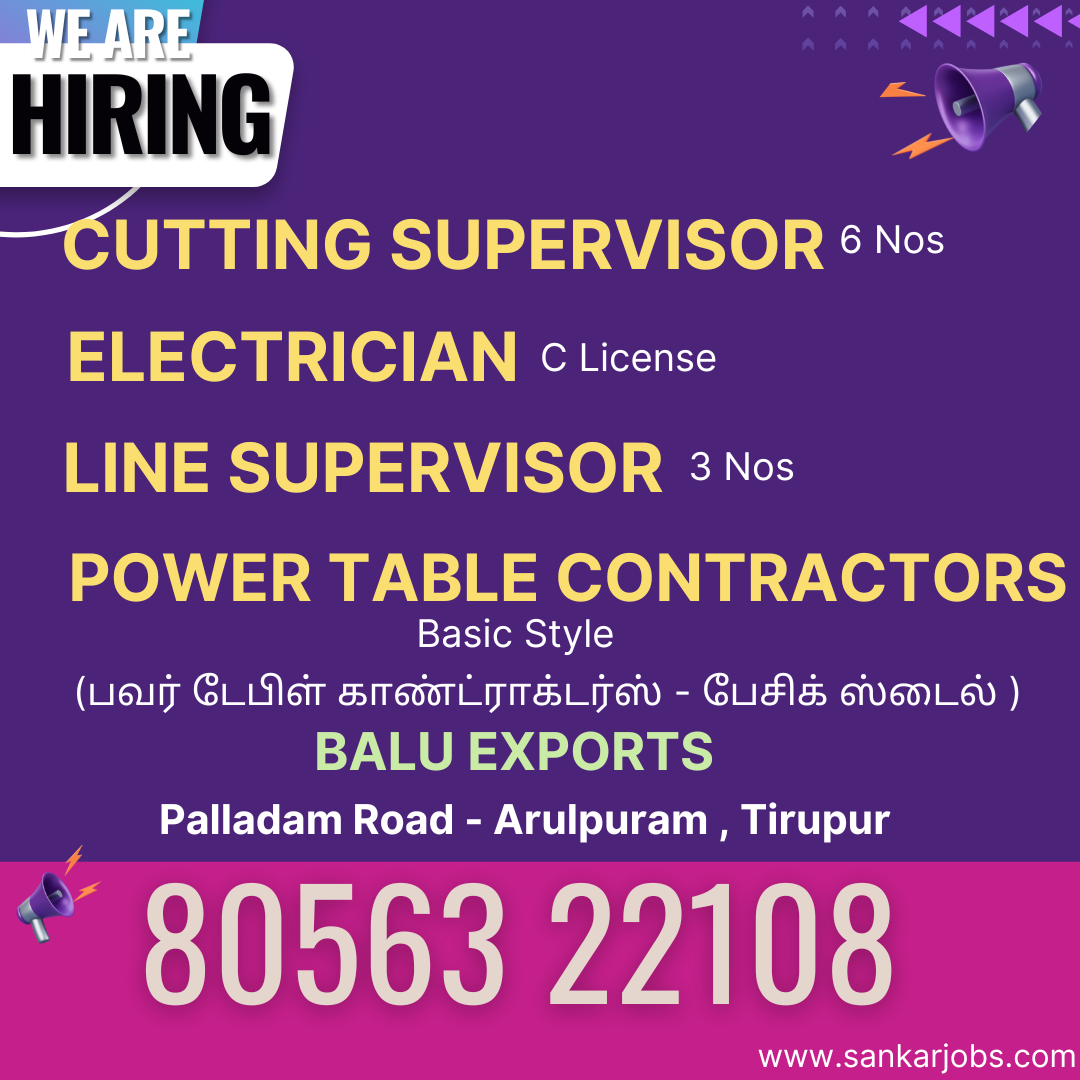 WE ARE
HIRING
CUTTING SUPERVISOR 6 Nos
ELECTRICIAN C License
LINE SUPERVISOR 3 Nos
POWER TABLE CONTRACTORS
Basic Style
(பவர் டேபிள் காண்ட்ராக்டர்ஸ் - பேசிக் ஸ்டைல் )
BALU EXPORTS
Palladam Road - Arulpuram , Tirupur
80563 22108
www.sankarjobs.com